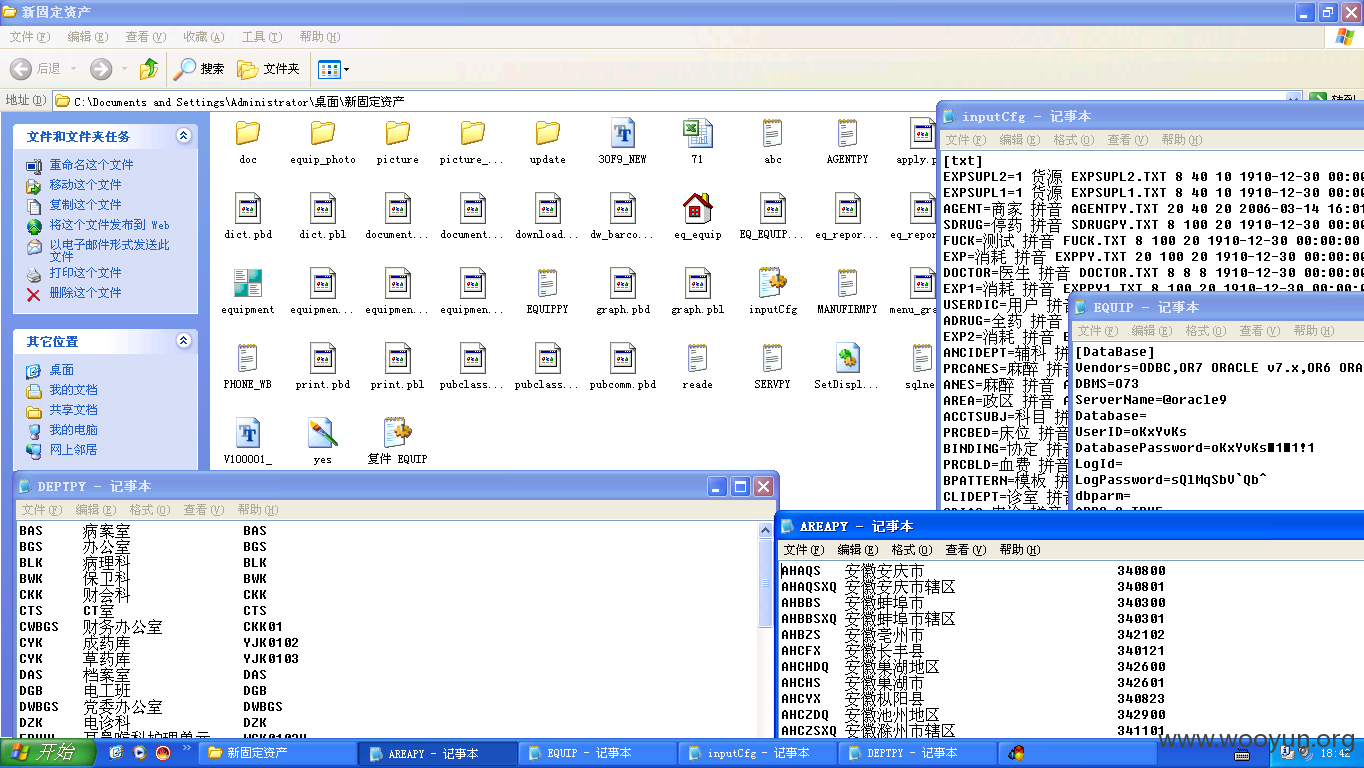 新固定资产
文件(F) 编辑(E) 查看(V) 收藏(A) 工具(T) 帮助(H)
后退 搜索 文件夹
地址(D) C:\Documents and Settings\Administrator\桌面\新固定资产 转到
文件和文件夹任务
重命名这个文件
移动这个文件
复制这个文件
将这个文件发布到 Web
以电子邮件形式发送此
文件
打印这个文件
删除这个文件
其它位置
桌面
我的文档
共享文档
我的电脑
网上邻居
doc equip_photo picture picture_... update 3OF9_NEW 71 abc AGENTPY apply.p
dict.pbd dict.pbl document... document... download... dw_barco... eq_equip EQ_EQUIP... eq_repor... eq_repor
equipment equipmen... equipmen... equipmen... EQUIPPY graph.pbd graph.pbl inputCfg MANUFIRMPY menu_gra
PHONE_WB print.pbd print.pbl pubclass... pubclass... pubcomm.pbd reade SERVPY SetDispl... sqlne
V100001_ yes 复件 EQUIP
inputCfg - 记事本
文件(F) 编辑(E) 格式(O) 查看(V) 帮助(H)
[txt]
EXPSUPL2=1 货源 EXPSUPL2.TXT 8 40 10 1910-12-30 00:00
EXPSUPL1=1 货源 EXPSUPL1.TXT 8 40 10 1910-12-30 00:00
AGENT=商家 拼音 AGENTPY.TXT 20 40 20 2006-03-14 16:01
SDRUG=停药 拼音 SDRUGPY.TXT 8 100 20 1910-12-30 00:00
FUCK=测试 拼音 FUCK.TXT 8 100 20 1910-12-30 00:00:00
EXP=消耗 拼音 EXPPY.TXT 20 40 20 1910-12-30 00:00:00
DOCTOR=医生 拼音 DOCTOR.TXT 8 8 8 1910-12-30 00:00:0
EXP1=消耗 拼音 EXPPY1.TXT
USERDIC=用户 拼音
ADRUG=全药 拼音
EXP2=消耗 拼音 E
ANCIDEPT=辅科 拼
PRCANES=麻醉 拼音
ANES=麻醉 拼音 A
AREA=政区 拼音 A
ACCTSUBJ=科目 拼
PRCBED=床位 拼音
BINDING=协定 拼音
PRCBLD=血费 拼音
BPATTERN=模板 拼
CLIDEPT=诊室 拼音
EQUIP - 记事本
文件(F) 编辑(E) 格式(O) 查看(V) 帮助(H)
[DataBase]
Vendors=ODBC,OR7 ORACLE v7.x,OR6 ORA
DBMS=O73
ServerName=@oracle9
Database=
UserID=oKxYvKs
DatabasePassword=oKxYvKs■1■1!1
LogId=
LogPassword=sQlMqSbV`Qb^
dbparm=
DEPTPY - 记事本
文件(F) 编辑(E) 格式(O) 查看(V) 帮助(H)
BAS 病案室 BAS
BGS 办公室 BGS
BLK 病理科 BLK
BWK 保卫科 BWK
CKK 财会科 CKK
CTS CT室 CTS
CWBGS 财务办公室 CKK01
CYK 成药库 YJK0102
CYK 草药库 YJK0103
DAS 档案室 DAS
DGB 电工班 DGB
DWBGS 党委办公室 DWBGS
DZK 电诊科 DZK
AREAPY - 记事本
文件(F) 编辑(E) 格式(O) 查看(V) 帮助(H)
AHAQS 安徽安庆市 340800
AHAQSXQ 安徽安庆市辖区 340801
AHBBS 安徽蚌埠市 340300
AHBBSXQ 安徽蚌埠市辖区 340301
AHBZS 安徽亳州市 342102
AHCFX 安徽长丰县 340121
AHCHDQ 安徽巢湖地区 342600
AHCHS 安徽巢湖市 342601
AHCYX 安徽枞阳县 340823
AHCZDQ 安徽池州地区 342900
AHCZSXQ 安徽滁州市辖区 341101
开始 新固定资产 AREAPY - 记事本 EQUIP - 记事本 inputCfg - 记事本 DEPTPY - 记事本 18:42
www.wooyun.org